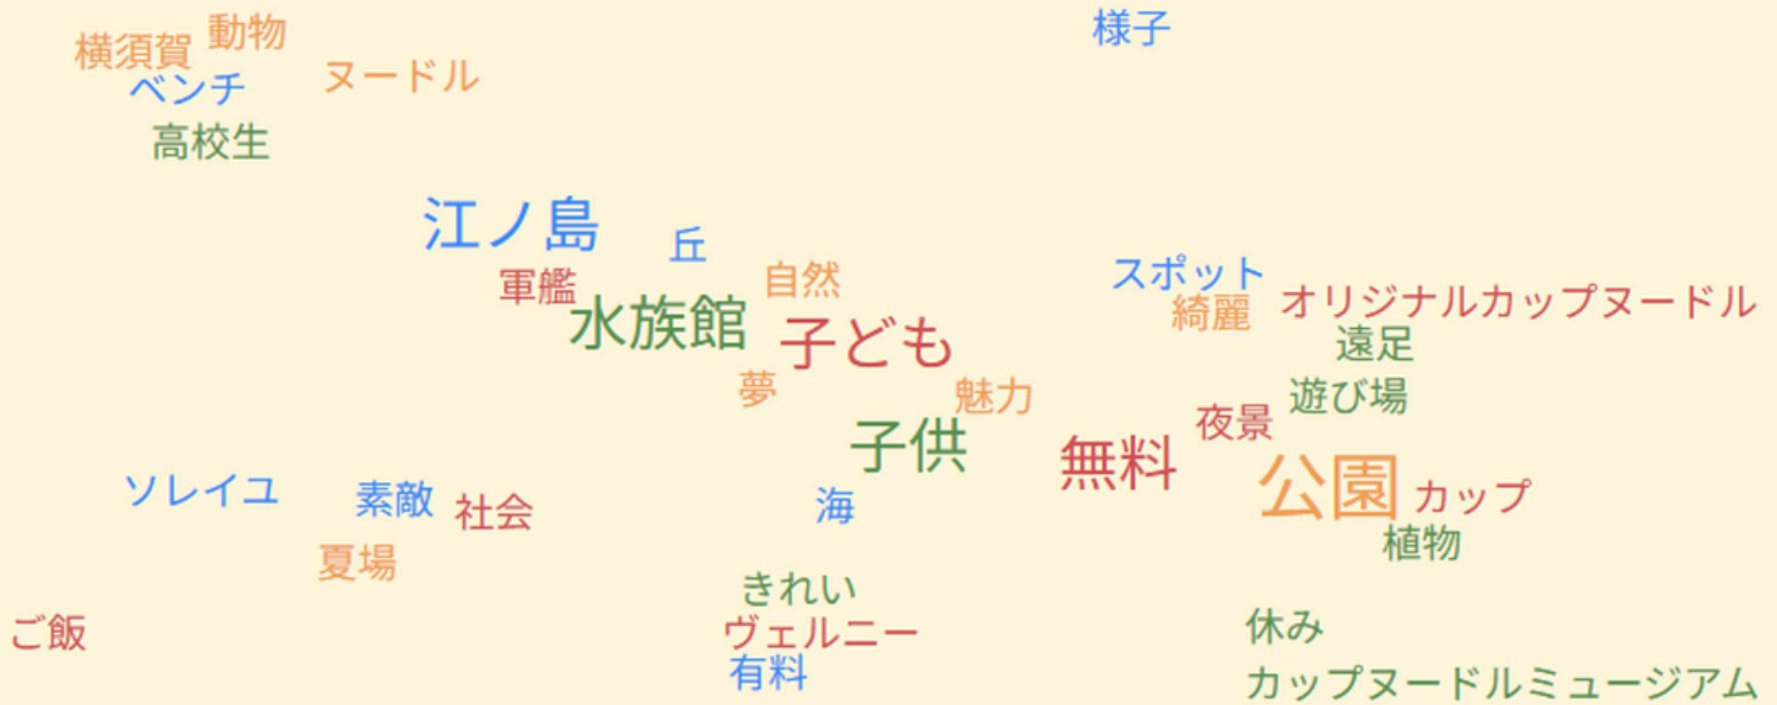 様子
動物
横須賀
ヌードル
ベンチ
高校生
江ノ島
丘
自然
スポット
軍艦
綺麗
オリジナルカップヌードル
水族館
子ども
遠足
夢
魅力
遊び場
夜景
子供
無料
公園
カップ
ソレイユ
素敵
社会
海
植物
夏場
きれい
ご飯
ヴェルニー
休み
有料
カップヌードルミュージアム